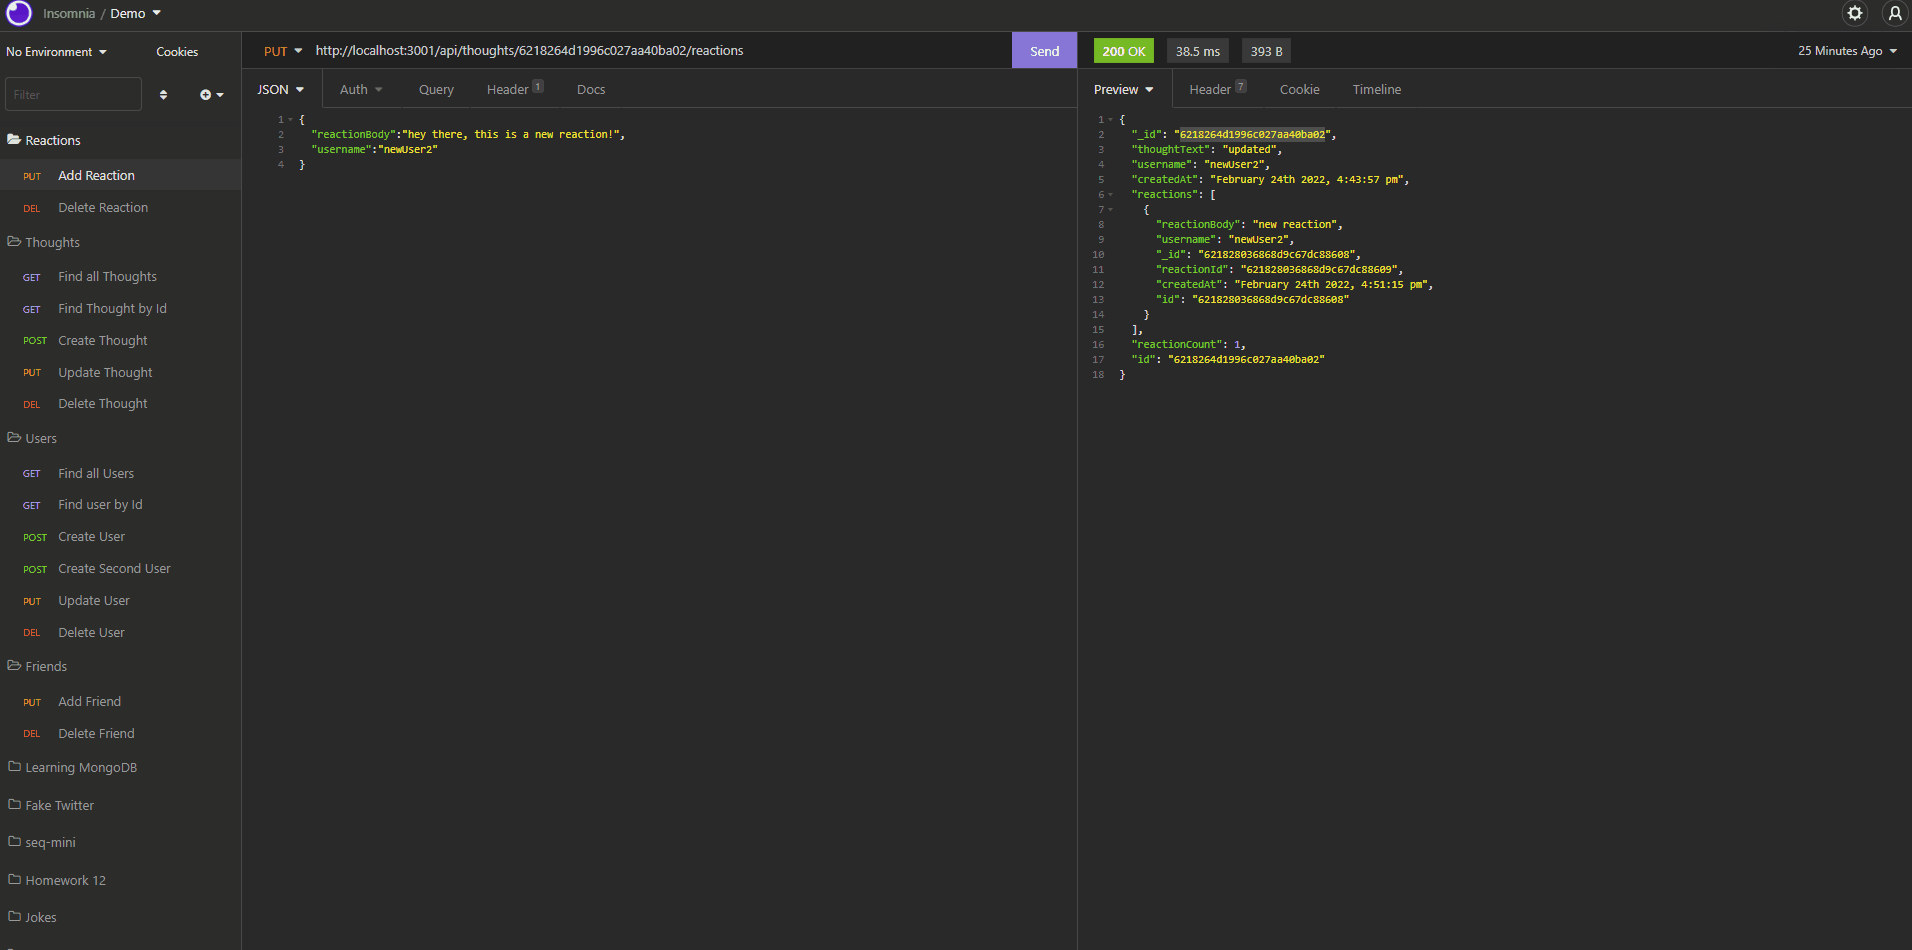 Insomnia / Demo
No Environment
Cookies
PUT http://localhost:3001/api/thoughts/6218264d1996c027aa40ba02/reactions
Send
200 OK 38.5 ms 393 B
25 Minutes Ago
Filter
JSON Auth Query Header 1 Docs
Preview Header 7 Cookie Timeline
Reactions
PUT Add Reaction
DEL Delete Reaction
Thoughts
GET Find all Thoughts
GET Find Thought by Id
POST Create Thought
PUT Update Thought
DEL Delete Thought
Users
GET Find all Users
GET Find user by Id
POST Create User
POST Create Second User
PUT Update User
DEL Delete User
Friends
PUT Add Friend
DEL Delete Friend
Learning MongoDB
Fake Twitter
seq-mini
Homework 12
Jokes
1 {
2 "reactionBody":"hey there, this is a new reaction!",
3 "username":"newUser2"
4 }
1 {
2 "_id": "6218264d1996c027aa40ba02",
3 "thoughtText": "updated",
4 "username": "newUser2",
5 "createdAt": "February 24th 2022, 4:43:57 pm",
6 "reactions": [
7 {
8 "reactionBody": "new reaction",
9 "username": "newUser2",
10 "_id": "621828036868d9c67dc88608",
11 "reactionId": "621828036868d9c67dc88609",
12 "createdAt": "February 24th 2022, 4:51:15 pm",
13 "id": "621828036868d9c67dc88608"
14 }
15 ],
16 "reactionCount": 1,
17 "id": "6218264d1996c027aa40ba02"
18 }